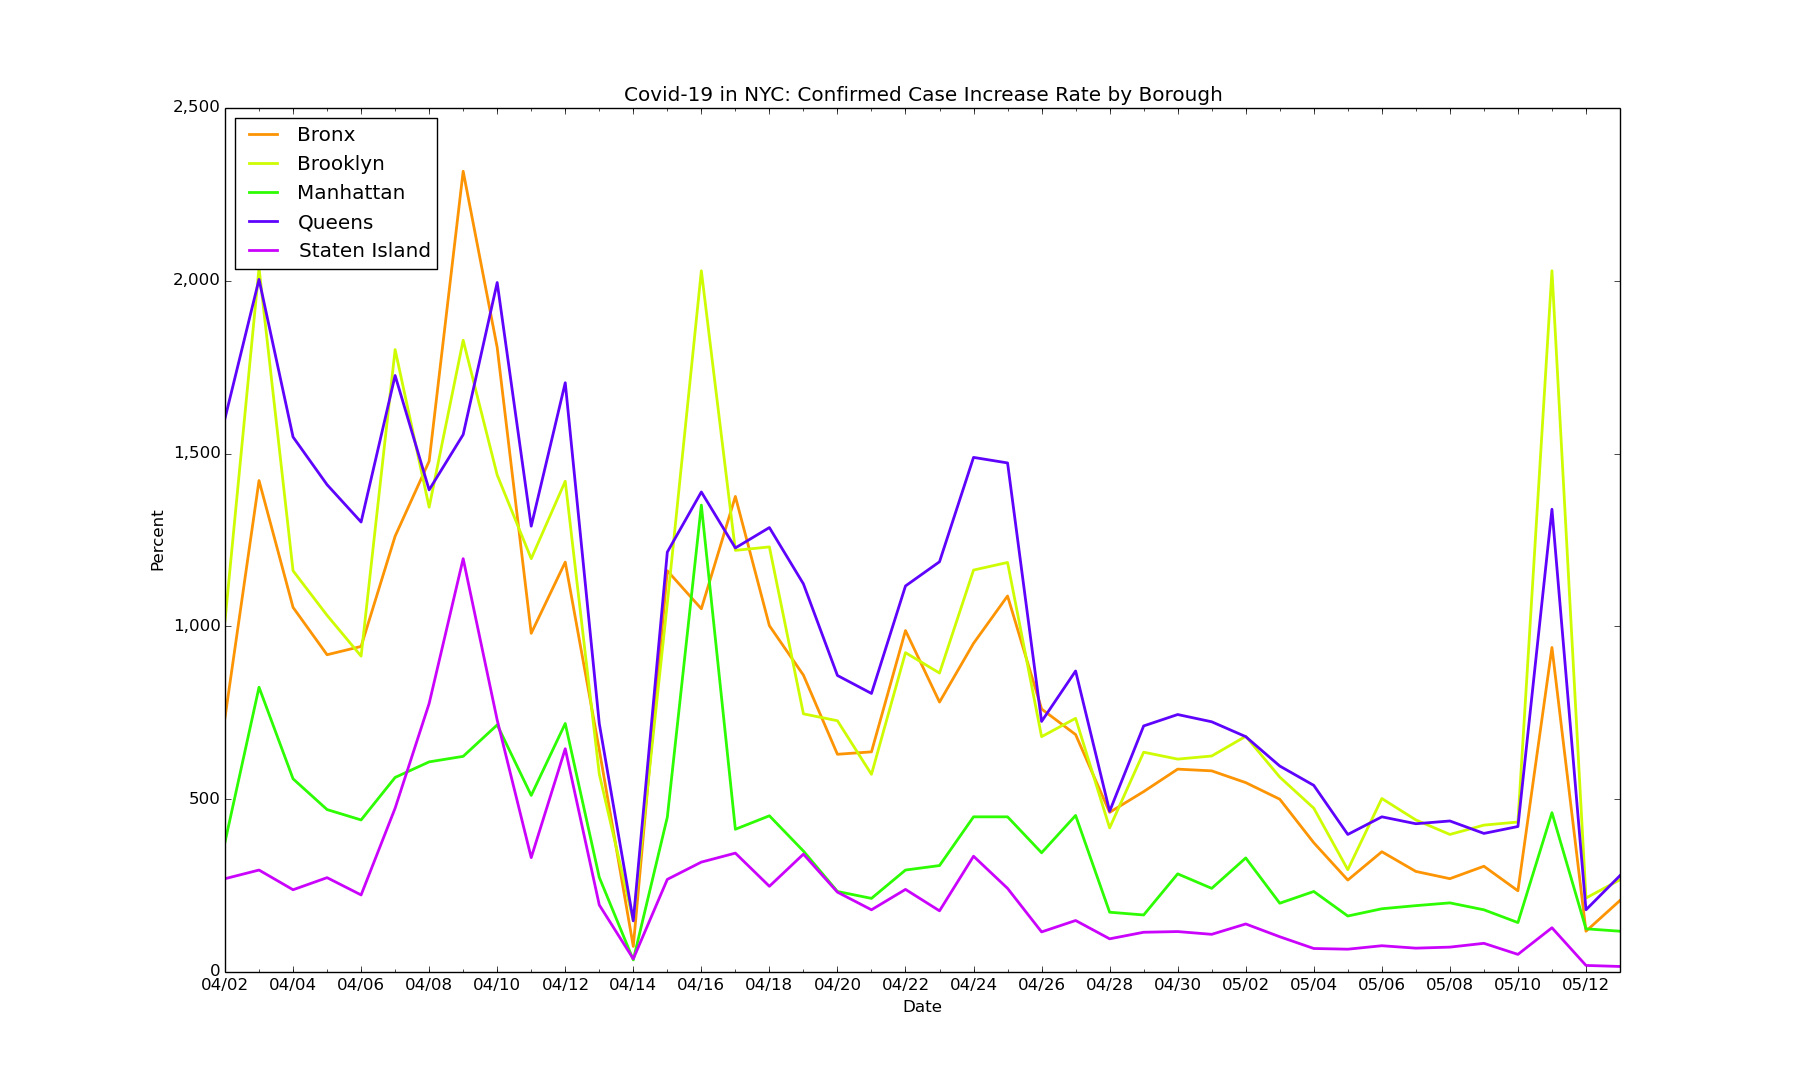 Covid-19 in NYC: Confirmed Case Increase Rate by Borough
2,500
2,000
1,500
1,000
500
0
Percent
Bronx
Brooklyn
Manhattan
Queens
Staten Island
04/02 04/04 04/06 04/08 04/10 04/12 04/14 04/16 04/18 04/20 04/22 04/24 04/26 04/28 04/30 05/02 05/04 05/06 05/08 05/10 05/12
Date